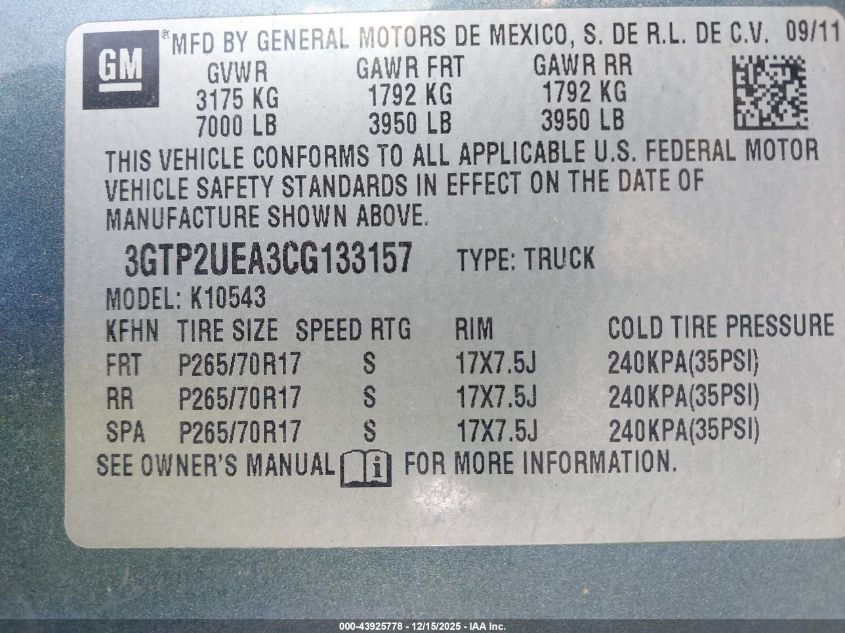 GM
®MFD BY GENERAL MOTORS DE MEXICO, S. DE R.L. DE C.V. 09/11
GVWR GAWR FRT GAWR RR
3175 KG 1792 KG 1792 KG
7000 LB 3950 LB 3950 LB
THIS VEHICLE CONFORMS TO ALL APPLICABLE U.S. FEDERAL MOTOR
VEHICLE SAFETY STANDARDS IN EFFECT ON THE DATE OF
MANUFACTURE SHOWN ABOVE.
3GTP2UEA3CG133157 TYPE: TRUCK
MODEL: K10543
KFHN TIRE SIZE SPEED RTG RIM COLD TIRE PRESSURE
FRT P265/70R17 S 17X7.5J 240KPA(35PSI)
RR P265/70R17 S 17X7.5J 240KPA(35PSI)
SPA P265/70R17 S 17X7.5J 240KPA(35PSI)
SEE OWNER'S MANUAL i FOR MORE INFORMATION.
000-43925778 - 12/15/2025 - IAA Inc.